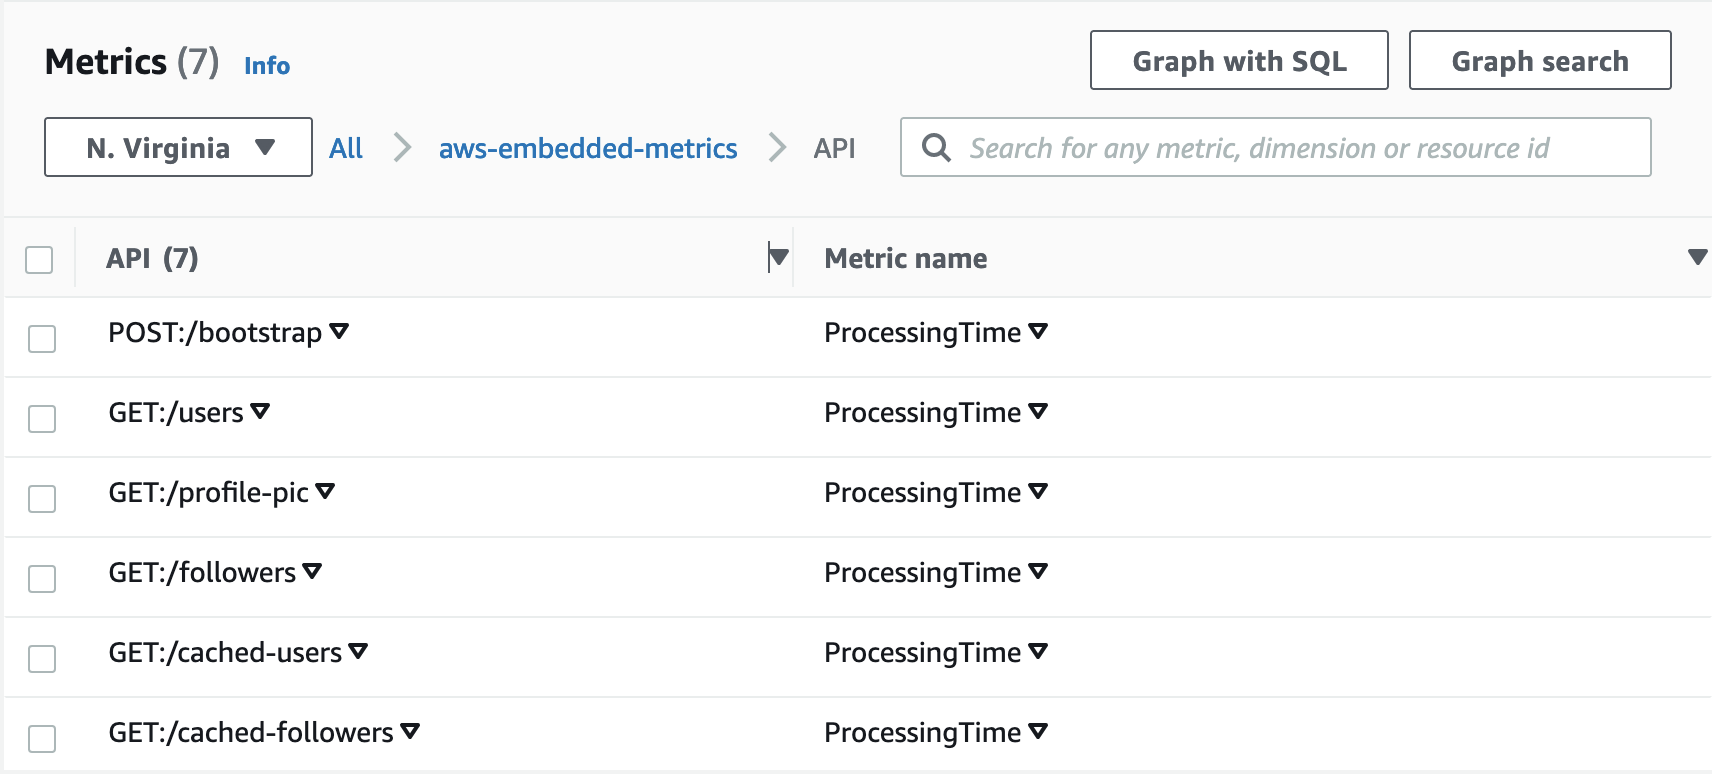 Metrics (7) Info
Graph with SQL
Graph search
N. Virginia
All
aws-embedded-metrics
API
Search for any metric, dimension or resource id
API (7)
Metric name
POST:/bootstrap
ProcessingTime
GET:/users
ProcessingTime
GET:/profile-pic
ProcessingTime
GET:/followers
ProcessingTime
GET:/cached-users
ProcessingTime
GET:/cached-followers
ProcessingTime